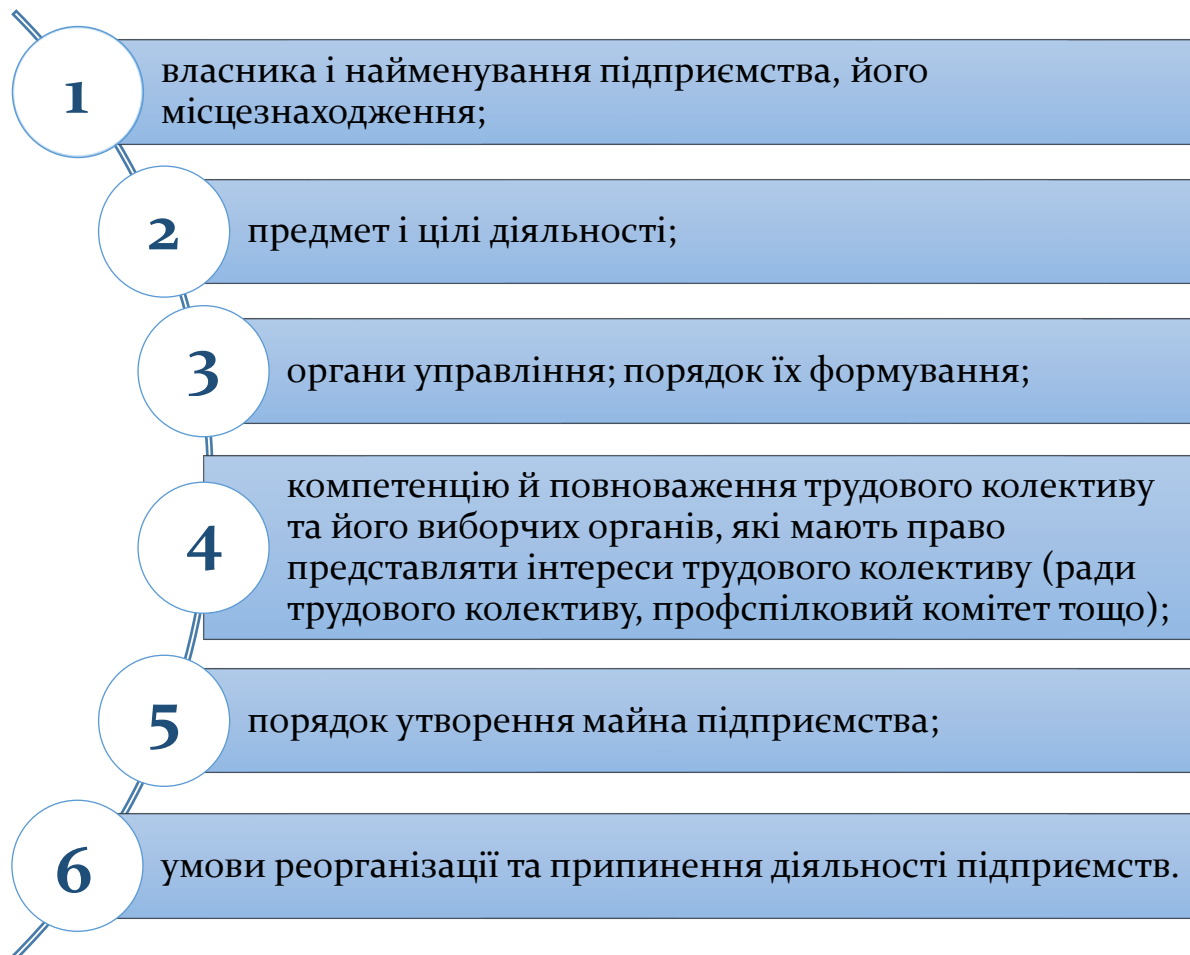 1
власника і найменування підприємства, його
місцезнаходження;
2
предмет і цілі діяльності;
3
органи управління; порядок їх формування;
4
компетенцію й повноваження трудового колективу
та його виборчих органів, які мають право
представляти інтереси трудового колективу (ради
трудового колективу, профспілковий комітет тощо);
5
порядок утворення майна підприємства;
6
умови реорганізації та припинення діяльності підприємств.